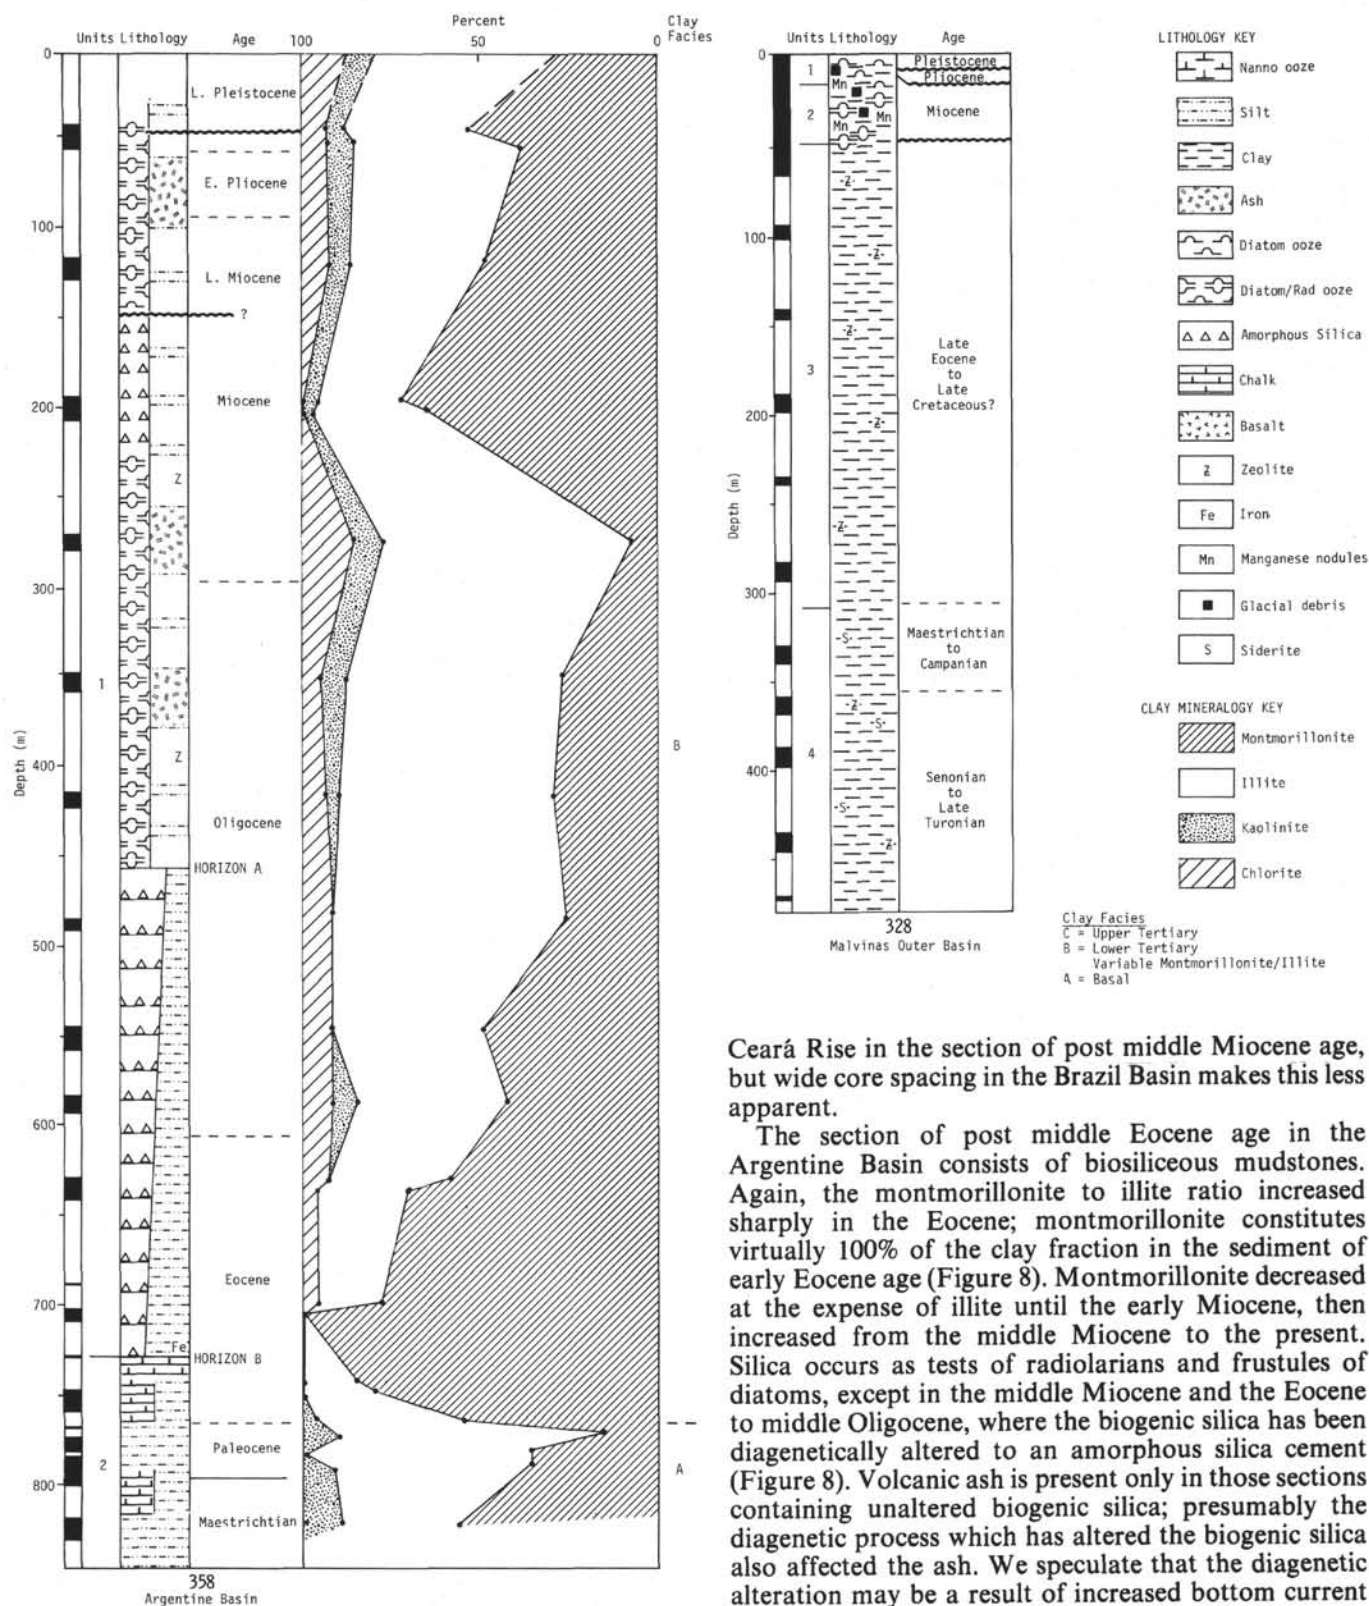 Units Lithology Age 100 Percent 50 0 Clay Facies
0
100
200
300
400
500
600
700
800
Depth (m)
1
2
Z
Z
Fe
L. Pleistocene
E. Pliocene
L. Miocene
?
Miocene
Oligocene
HORIZON A
Eocene
HORIZON B
Paleocene
Maestrichtian
B
A
358
Argentine Basin
Units Lithology Age
0
100
200
300
400
Depth (m)
1
2
3
4
Mn
Mn
Mn
Z
Z
Z
Z
Z
S
Z
S
S
Z
Pleistocene
Pliocene
Miocene
Late
Eocene
to
Late
Cretaceous?
Maestrichtian
to
Campanian
Senonian
to
Late
Turonian
328
Malvinas Outer Basin
LITHOLOGY KEY
Nanno ooze
Silt
Clay
Ash
Diatom ooze
Diatom/Rad ooze
Amorphous Silica
Chalk
Basalt
Z Zeolite
Fe Iron
Mn Manganese nodules
Glacial debris
S Siderite
CLAY MINERALOGY KEY
Montmorillonite
Illite
Kaolinite
Chlorite
Clay Facies
C = Upper Tertiary
B = Lower Tertiary
Variable Montmorillonite/Illite
A = Basal
Ceará Rise in the section of post middle Miocene age,
but wide core spacing in the Brazil Basin makes this less
apparent.
The section of post middle Eocene age in the
Argentine Basin consists of biosiliceous mudstones.
Again, the montmorillonite to illite ratio increased
sharply in the Eocene; montmorillonite constitutes
virtually 100% of the clay fraction in the sediment of
early Eocene age (Figure 8). Montmorillonite decreased
at the expense of illite until the early Miocene, then
increased from the middle Miocene to the present.
Silica occurs as tests of radiolarians and frustules of
diatoms, except in the middle Miocene and the Eocene
to middle Oligocene, where the biogenic silica has been
diagenetically altered to an amorphous silica cement
(Figure 8). Volcanic ash is present only in those sections
containing unaltered biogenic silica; presumably the
diagenetic process which has altered the biogenic silica
also affected the ash. We speculate that the diagenetic
alteration may be a result of increased bottom current